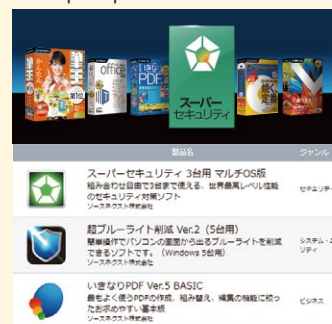 かんたん
筆王
office
いきなり
PDF
スーパー
セキュリティ
製品名
ジャンル
スーパーセキュリティ 3台用 マルチOS版
組み合わせ自由で3台まで使える、世界最高レベル性能
のセキュリティ対策ソフト
ソースネクスト株式会社
セキュリティ
超ブルーライト削減 Ver.2（5台用）
簡単操作でパソコンの画面から出るブルーライトを削減
できるソフトです。（Windows 5台用）
ソースネクスト株式会社
システム・ユ
リティ
いきなりPDF Ver.5 BASIC
最もよく使うPDFの作成、組み換え、編集の機能に絞っ
たお求めやすい基本版
ソースネクスト株式会社
ビジネス